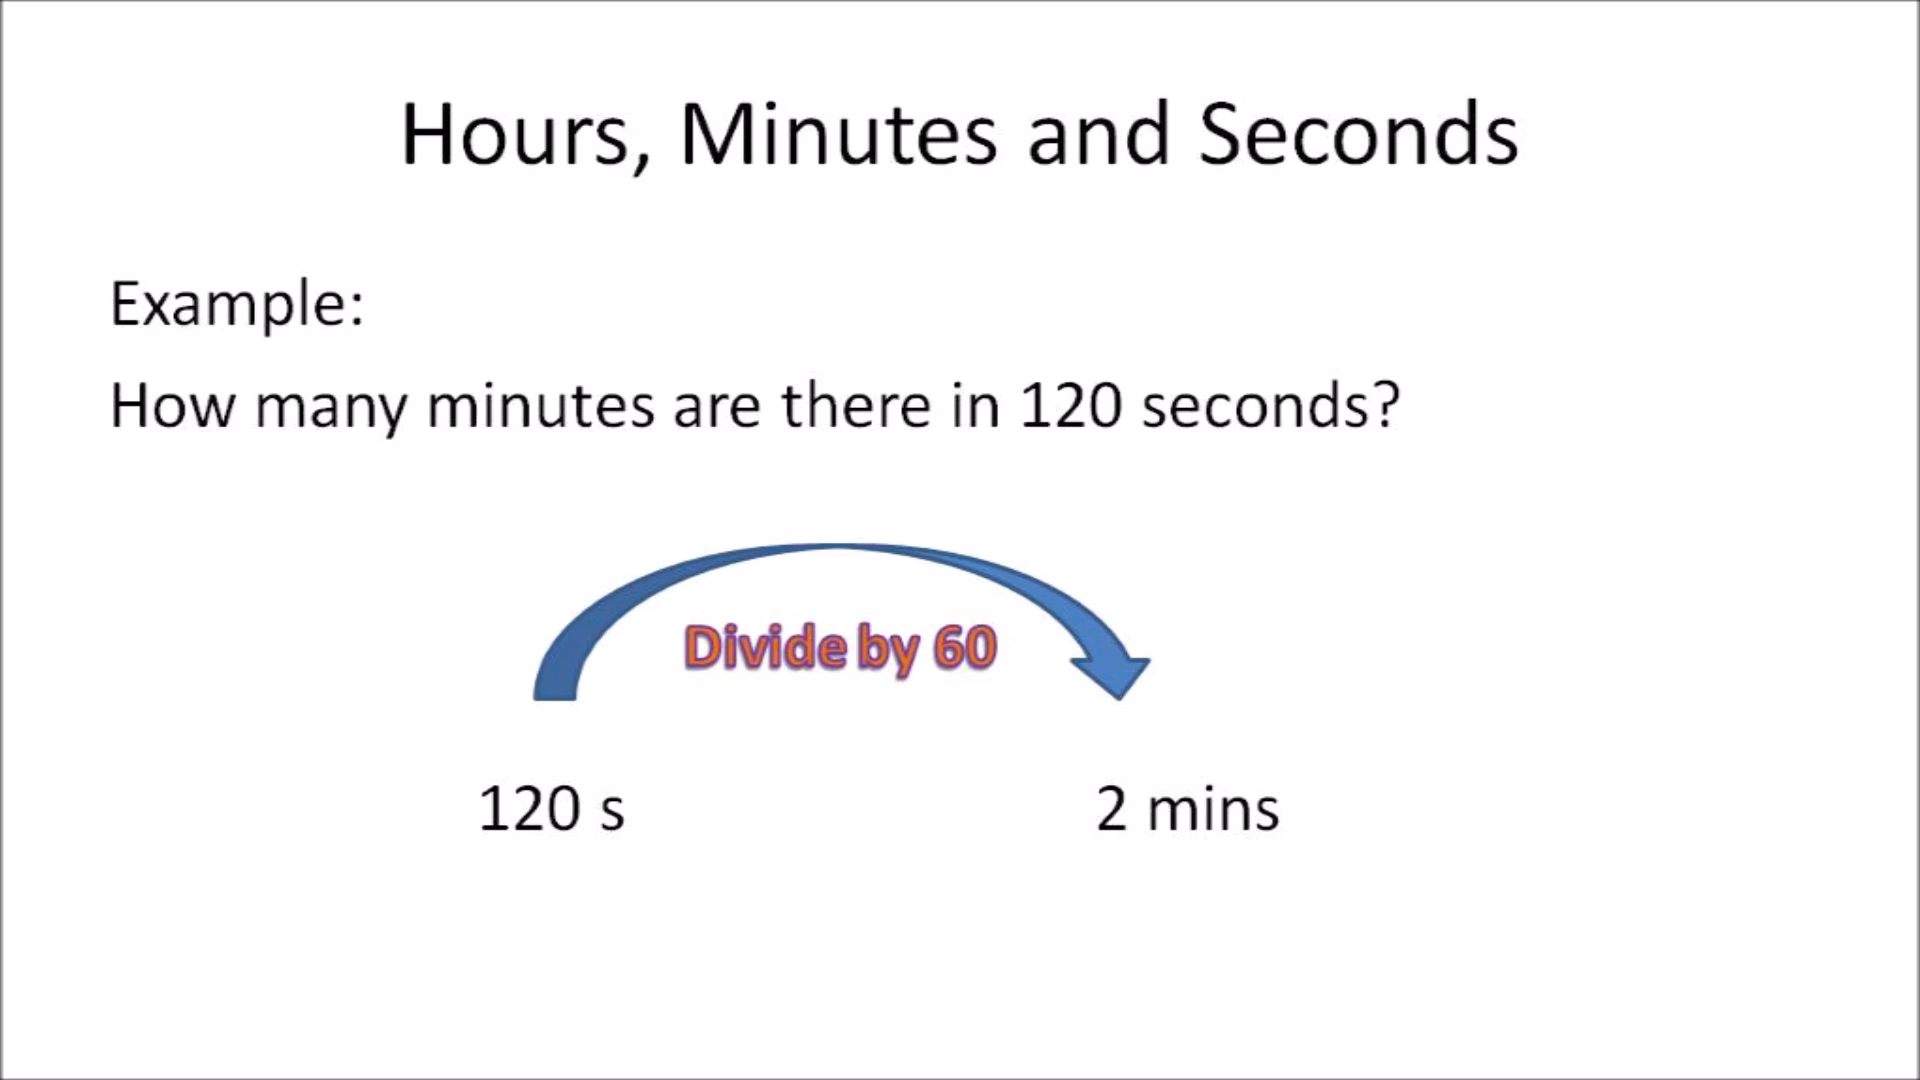 Hours, Minutes and Seconds
Example:
How many minutes are there in 120 seconds?
Divide by 60
120 s
2 mins